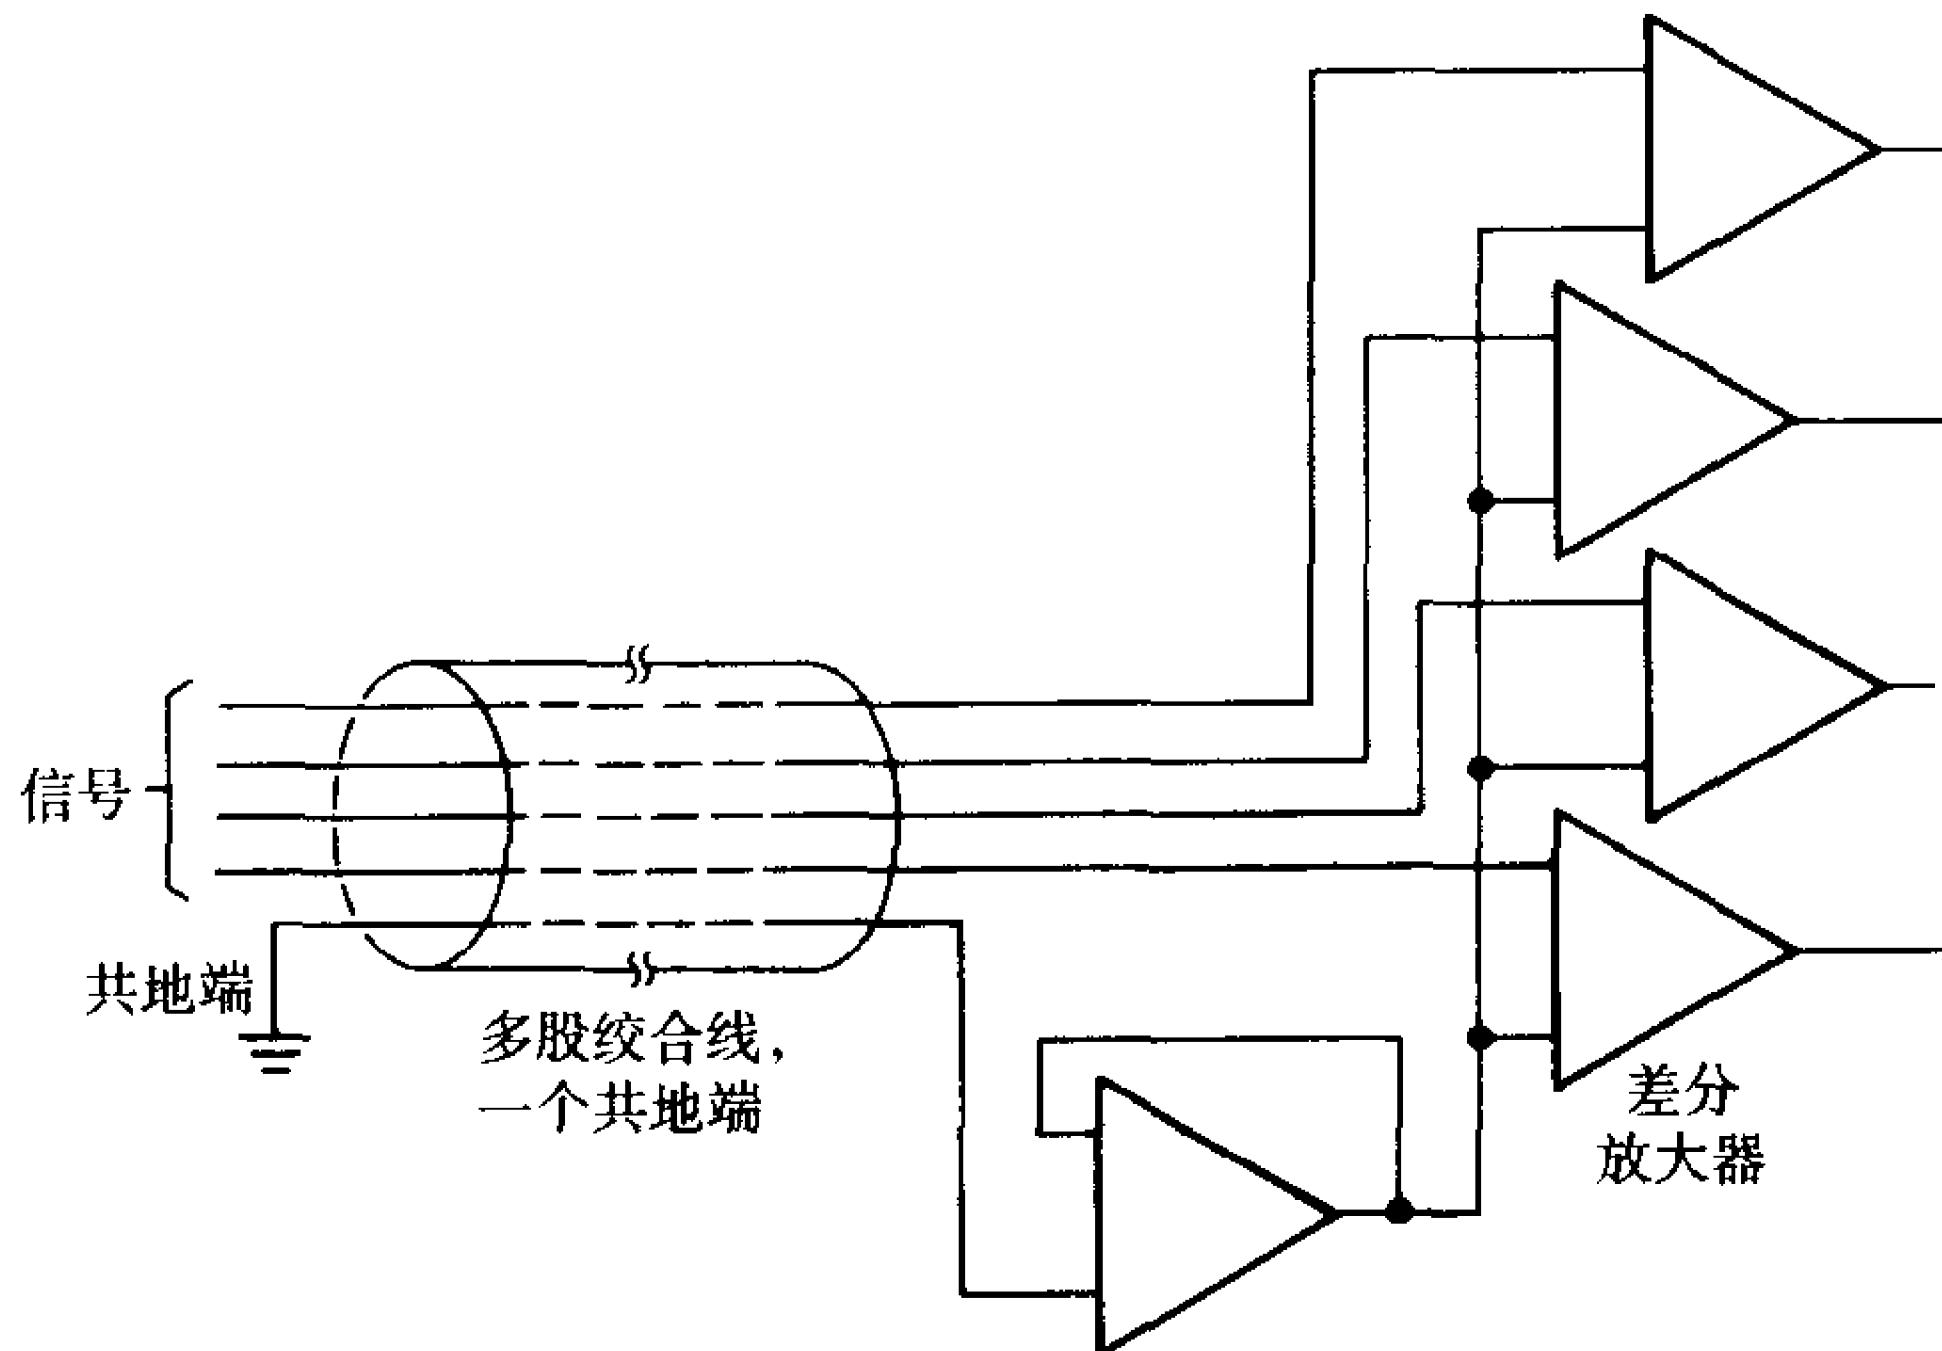 信号
共地端
多股绞合线，
一个共地端
差分
放大器